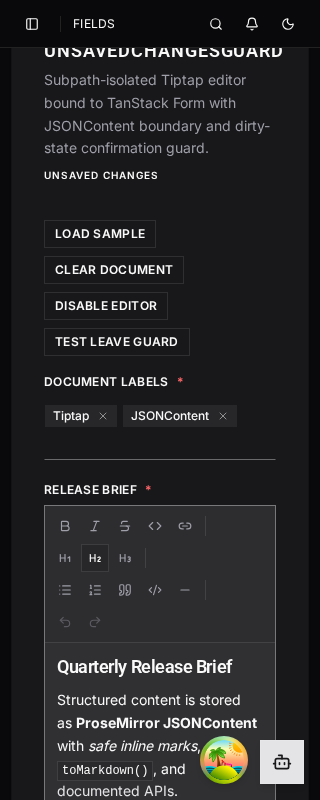 FIELDS
UNSAVEDCHANGESGUARD
Subpath-isolated Tiptap editor
bound to TanStack Form with
JSONContent boundary and dirty-
state confirmation guard.
UNSAVED CHANGES
LOAD SAMPLE
CLEAR DOCUMENT
DISABLE EDITOR
TEST LEAVE GUARD
DOCUMENT LABELS *
Tiptap JSONContent
RELEASE BRIEF *
H1 H2 H3
Quarterly Release Brief
Structured content is stored
as ProseMirror JSONContent
with safe inline marks,
toMarkdown(), and
documented APIs.